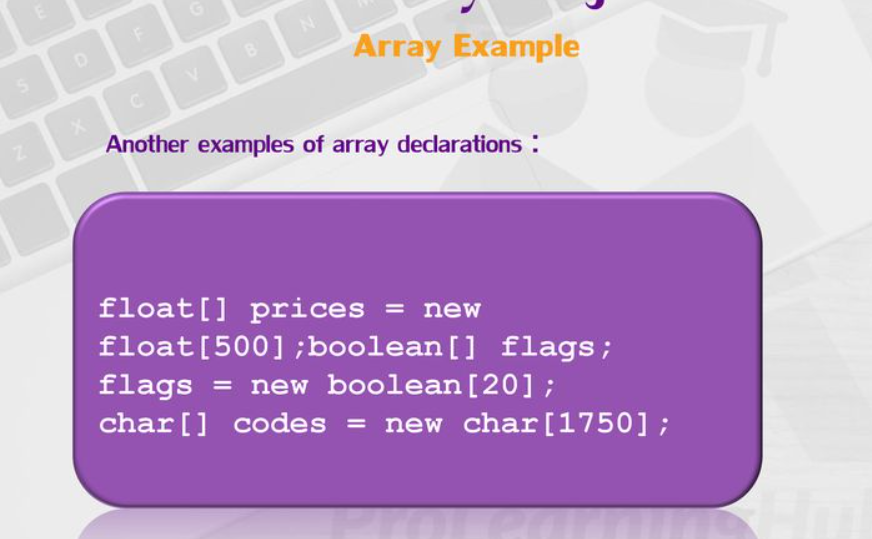 Array Example
Another examples of array declarations :
float[] prices = new
float[500];boolean[] flags;
flags = new boolean[20];
char[] codes = new char[1750];
ProLearningHub